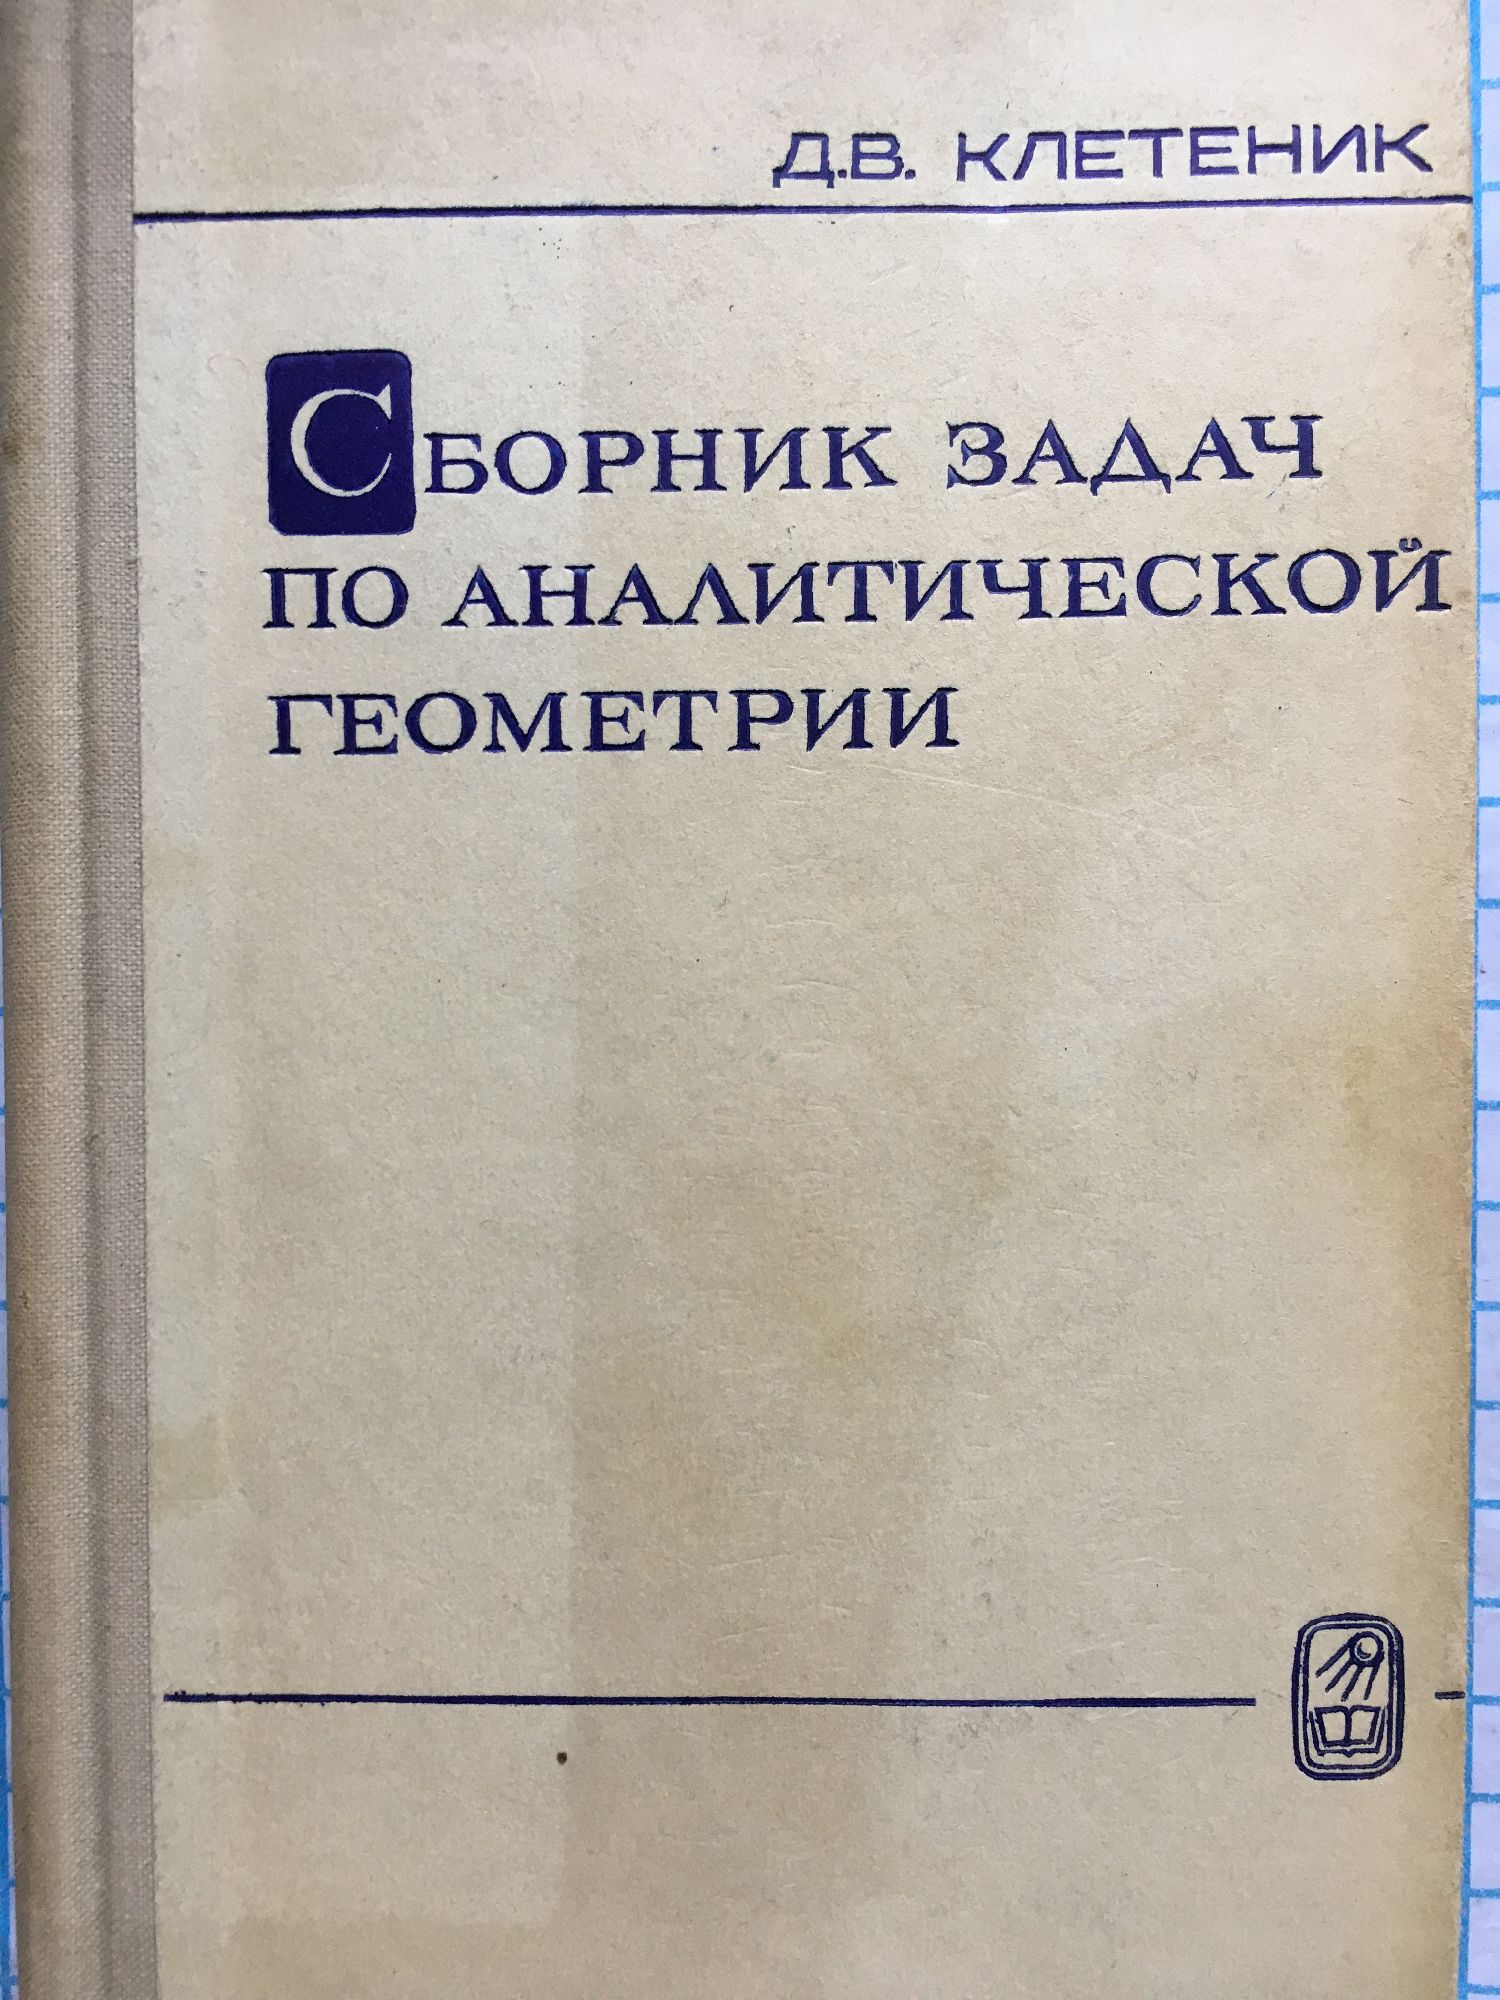 Д.В. КЛЕТЕНИК
СБОРНИК ЗАДАЧ
ПО АНАЛИТИЧЕСКОЙ
ГЕОМЕТРИИ